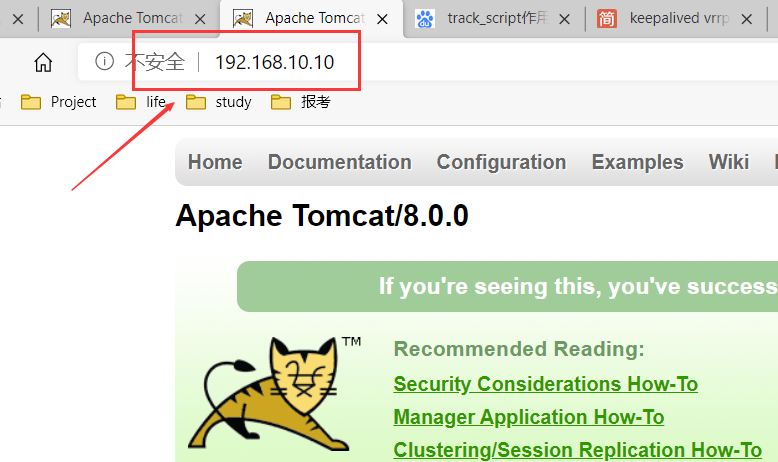 Apache Tomcat
Apache Tomcat
track_script作用
keepalived vrrp
不安全
192.168.10.10
Project
life
study
报考
Home
Documentation
Configuration
Examples
Wiki
Apache Tomcat/8.0.0
If you're seeing this, you've success
TM
Recommended Reading:
Security Considerations How-To
Manager Application How-To
Clustering/Session Replication How-To